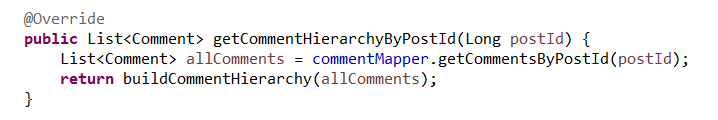 @Override
public List<Comment> getCommentHierarchyByPostId(Long postId) {
    List<Comment> allComments = commentMapper.getCommentsByPostId(postId);
    return buildCommentHierarchy(allComments);
}